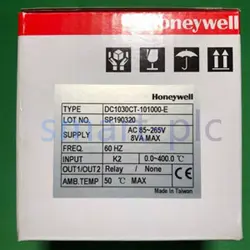 Honeywell
Honeywell
TYPE DC1030CT-101000-E
LOT NO SP190320
SUPPLY AC 85~265V
8VA MAX
FREQ. 60 HZ
INPUT K2 0.0~400.0 °C
OUT1/OUT2 Relay / None
AMB.TEMP 50 °C MAX
Made In Taiwan